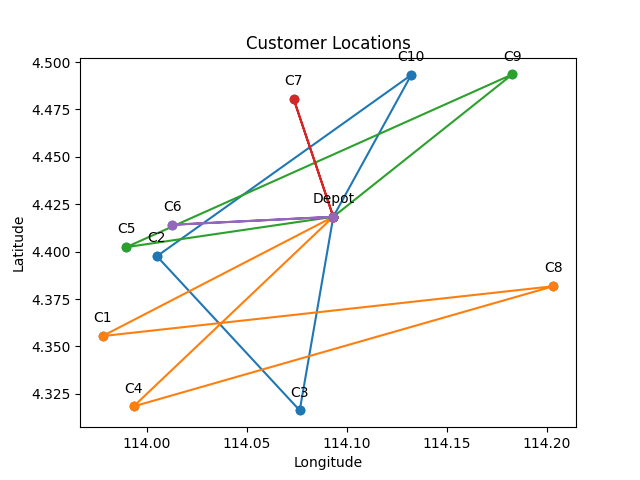 Customer Locations
C10
C9
C7
Depot
C6
C5
C2
C8
C1
C4
C3
4.500
4.475
4.450
4.425
4.400
4.375
4.350
4.325
Latitude
114.00
114.05
114.10
114.15
114.20
Longitude